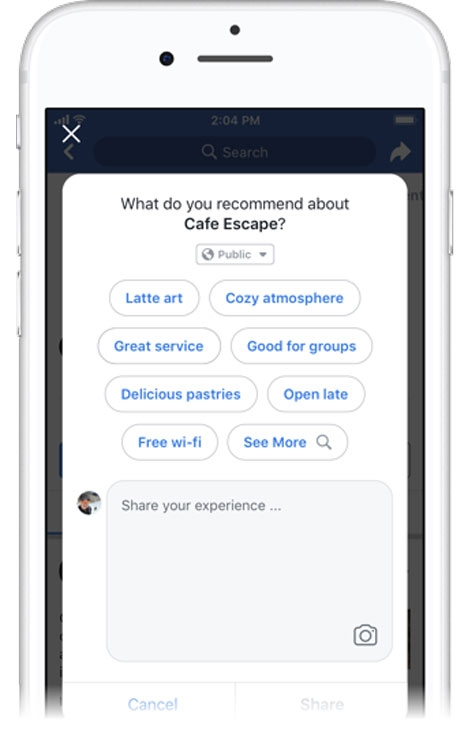 2:04 PM
Search
nt
What do you recommend about
Cafe Escape?
Public
Latte art
Cozy atmosphere
Great service
Good for groups
Delicious pastries
Open late
Free wi-fi
See More
Share your experience ...
Cancel
Share